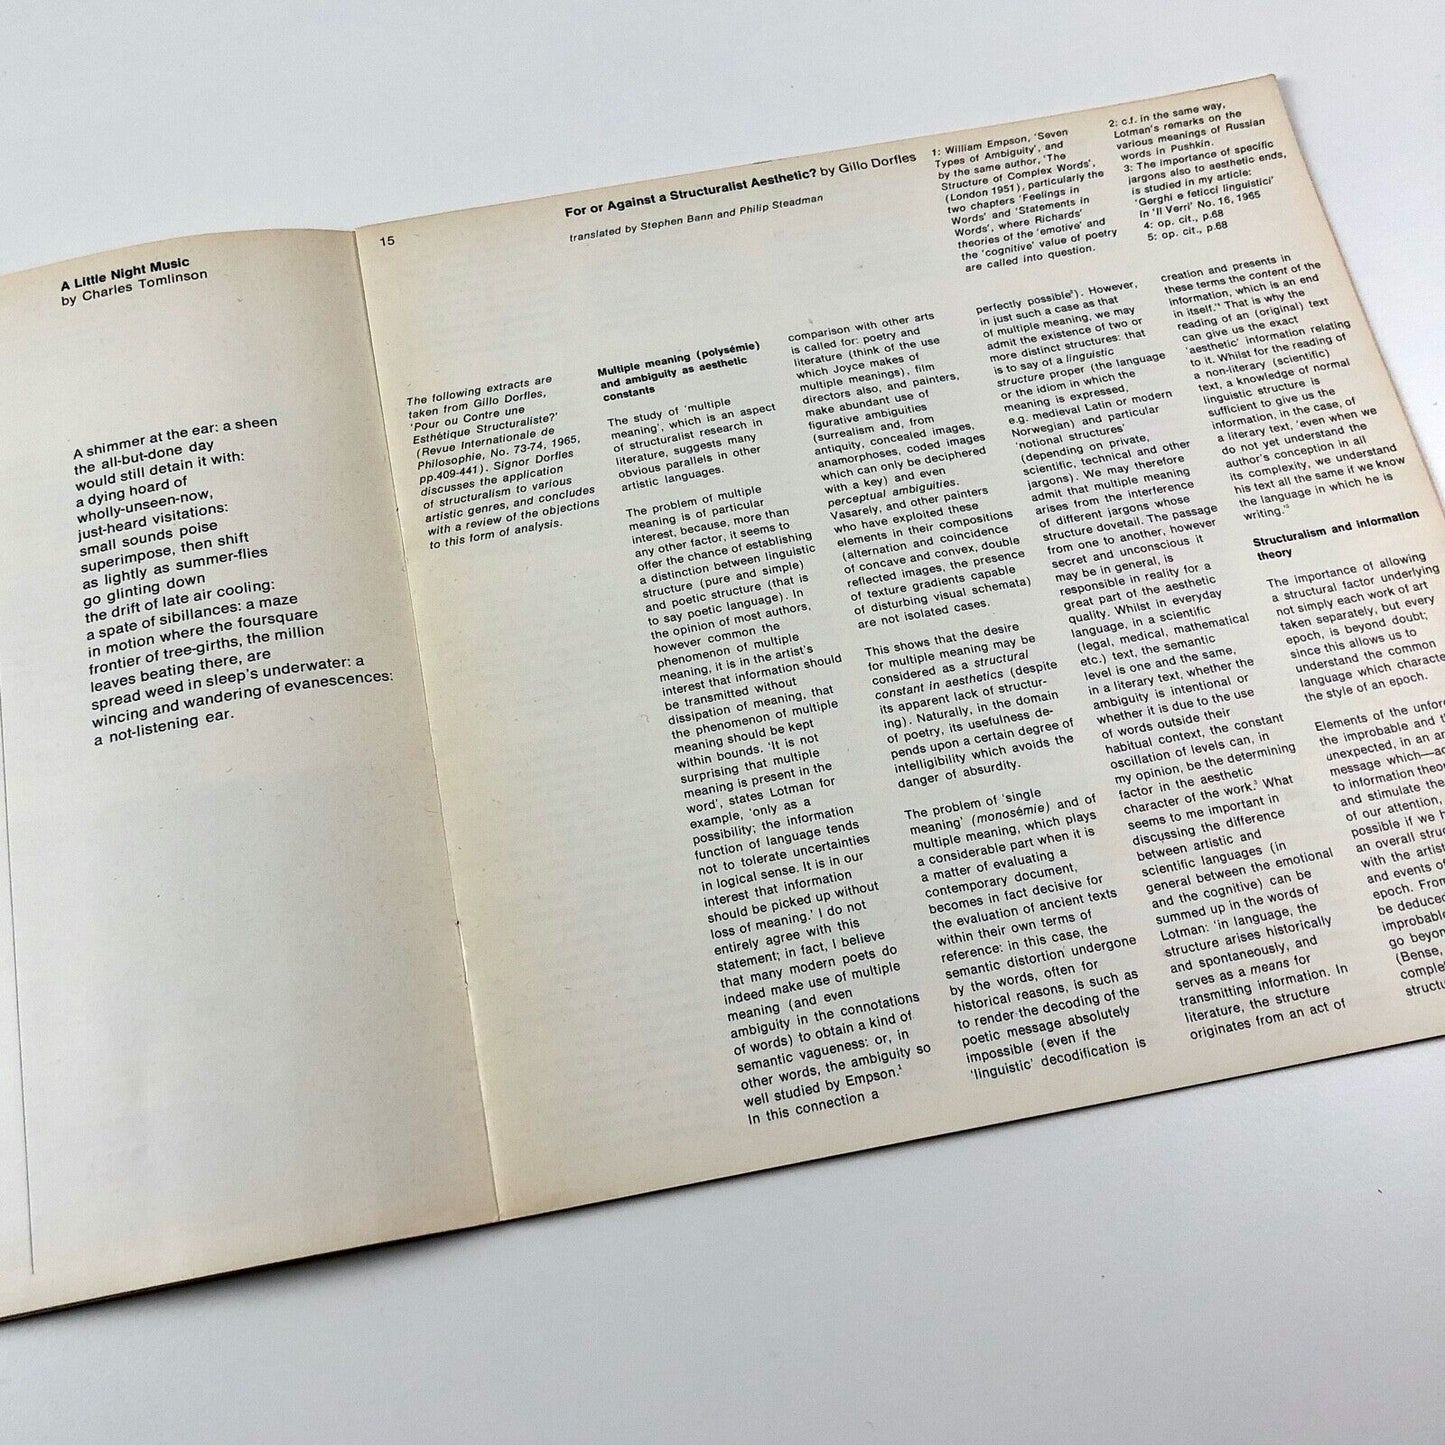 A Little Night Music
by Charles Tomlinson
A shimmer at the ear: a sheen
the all-but-done day
would still detain it with:
a dying hoard of
wholly-unseen-now,
just-heard visitations:
small sounds poise
superimpose, then shift
as lightly as summer-flies
go glinting down
the drift of late air cooling:
a spate of sibillances: a maze
in motion where the foursquare
frontier of tree-girths, the million
leaves beating there, are
spread weed in sleep's underwater: a
wincing and wandering of evanescences:
a not-listening ear.
15
For or Against a Structuralist Aesthetic? by Gillo Dorfles
translated by Stephen Bann and Philip Steadman
1: William Empson, 'Seven
Types of Ambiguity', and
by the same author, 'The
Structure of Complex Words',
(London 1951), particularly the
two chapters 'Feelings in
Words' and 'Statements in
Words', where Richards'
theories of the 'emotive' and
the 'cognitive' value of poetry
are called into question.
2: c.f. in the same way,
Lotman's remarks on the
various meanings of Russian
words in Pushkin.
3: The importance of specific
jargons also to aesthetic ends,
is studied in my article:
'Gerghi e feticci linguistici'
in 'Il Verri' No. 16, 1965
4: op. cit., p.68
5: op. cit., p.68
The following extracts are
taken from Gillo Dorfles,
'Pour ou Contre une
Esthétique Structuraliste?'
(Revue Internationale de
Philosophie, No. 73-74, 1965,
pp.409-441). Signor Dorfles
discusses the application
of structuralism to various
artistic genres, and concludes
with a review of the objections
to this form of analysis.
Multiple meaning (polysémie)
and ambiguity as aesthetic
constants
The study of 'multiple
meaning', which is an aspect
of structuralist research in
literature, suggests many
obvious parallels in other
artistic languages.
The problem of multiple
meaning is of particular
interest, because, more than
any other factor, it seems to
offer the chance of establishing
a distinction between linguistic
structure (pure and simple)
and poetic structure (that is
to say poetic language). In
the opinion of most authors,
however common the
phenomenon of multiple
meaning, it is in the artist's
interest that information should
be transmitted without
dissipation of meaning, that
the phenomenon of multiple
meaning should be kept
within bounds. 'It is not
surprising that multiple
meaning is present in the
word', states Lotman for
example, 'only as a
possibility; the information
function of language tends
not to tolerate uncertainties
in logical sense. It is in our
interest that information
should be picked up without
loss of meaning.' I do not
entirely agree with this
statement; in fact, I believe
that many modern poets do
indeed make use of multiple
meaning (and even
ambiguity in the connotations
of words) to obtain a kind of
semantic vagueness: or, in
other words, the ambiguity so
well studied by Empson.¹
In this connection a
comparison with other arts
is called for: poetry and
literature (think of the use
which Joyce makes of
multiple meanings), film
directors also, and painters,
make abundant use of
figurative ambiguities
(surrealism and, from
antiquity, concealed images,
anamorphoses, coded images
which can only be deciphered
with a key) and even
perceptual ambiguities.
Vasarely, and other painters
who have exploited these
elements in their compositions
(alternation and coincidence
of concave and convex, double
reflected images, the presence
of texture gradients capable
of disturbing visual schemata)
are not isolated cases.
This shows that the desire
for multiple meaning may be
considered as a structural
constant in aesthetics (despite
its apparent lack of structur-
ing). Naturally, in the domain
of poetry, its usefulness de-
pends upon a certain degree of
intelligibility which avoids the
danger of absurdity.
The problem of 'single
meaning' (monosémie) and of
multiple meaning, which plays
a considerable part when it is
a matter of evaluating a
contemporary document,
becomes in fact decisive for
the evaluation of ancient texts
within their own terms of
reference: in this case, the
semantic distortion undergone
by the words, often for
historical reasons, is such as
to render the decoding of the
poetic message absolutely
impossible (even if the
'linguistic' decodification is
perfectly possible²). However,
in just such a case as that
of multiple meaning, we may
admit the existence of two or
more distinct structures: that
is to say of a linguistic
structure proper (the language
or the idiom in which the
meaning is expressed,
e.g. medieval Latin or modern
Norwegian) and particular
'notional structures'
(depending on private,
scientific, technical and other
jargons). We may therefore
admit that multiple meaning
arises from the interference
of different jargons whose
structure dovetail. The passage
from one to another, however
secret and unconscious it
may be in general, is
responsible in reality for a
great part of the aesthetic
quality. Whilst in everyday
language, in a scientific
(legal, medical, mathematical
etc.) text, the semantic
level is one and the same,
in a literary text, whether the
ambiguity is intentional or
whether it is due to the use
of words outside their
habitual context, the constant
oscillation of levels can, in
my opinion, be the determining
factor in the aesthetic
character of the work.³ What
seems to me important in
discussing the difference
between artistic and
scientific languages (in
general between the emotional
and the cognitive) can be
summed up in the words of
Lotman: 'in language, the
structure arises historically
and spontaneously, and
serves as a means for
transmitting information. In
literature, the structure
originates from an act of
creation and presents in
these terms the content of the
information, which is an end
in itself.'⁴ That is why the
reading of an (original) text
can give us the exact
'aesthetic' information relating
to it. Whilst for the reading of
a non-literary (scientific)
text, a knowledge of normal
linguistic structure is
sufficient to give us the
information, in the case, of
a literary text, 'even when we
do not yet understand the
author's conception in all
its complexity, we understand
his text all the same if we know
the language in which he is
writing.'⁵
Structuralism and information
theory
The importance of allowing
a structural factor underlying
not simply each work of art
taken separately, but every
epoch, is beyond doubt;
since this allows us to
understand the common
language which characte
the style of an epoch.
Elements of the unfor
the improbable and t
unexpected, in an ar
message which—ac
to information theor
and stimulate the
of our attention,
possible if we h
an overall struc
with the artist
and events of
epoch. From
be deduced
improbable
go beyon
(Bense,
complet
structu